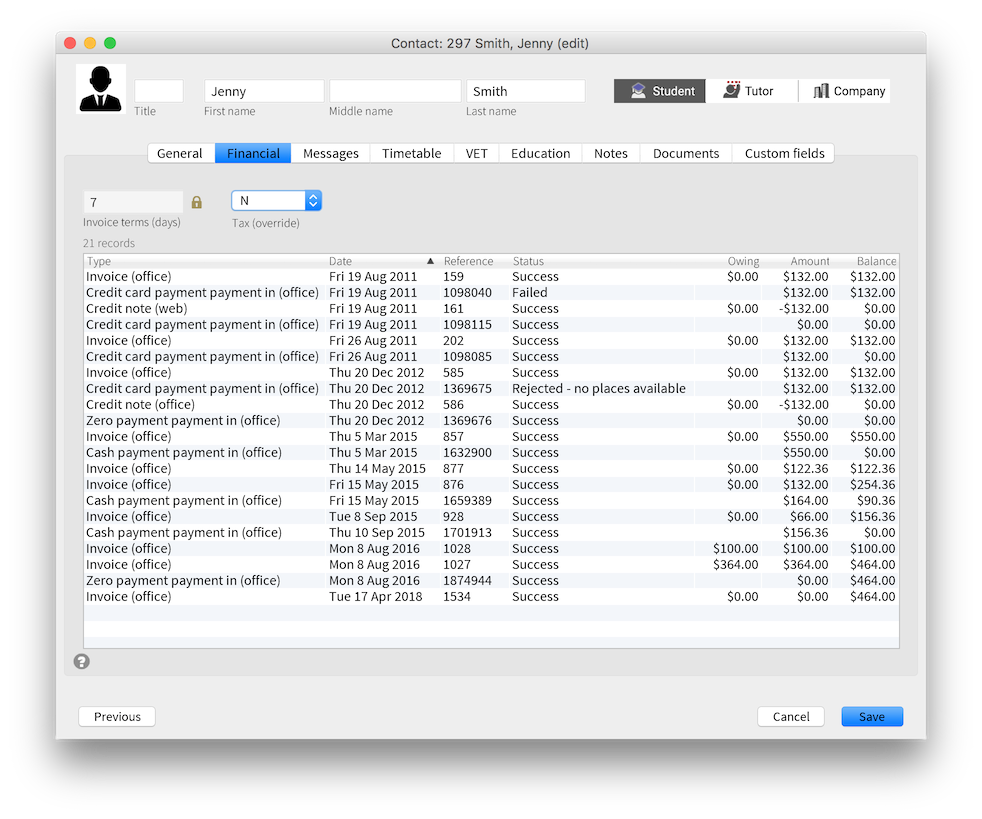 Contact: 297 Smith, Jenny (edit)
Jenny Smith Student Tutor Company
Title First name Middle name Last name
General Financial Messages Timetable VET Education Notes Documents Custom fields
7 N
Invoice terms (days) Tax (override)
21 records
Type Date ▲ Reference Status Owing Amount Balance
Invoice (office) Fri 19 Aug 2011 159 Success $0.00 $132.00 $132.00
Credit card payment payment in (office) Fri 19 Aug 2011 1098040 Failed $132.00 $132.00
Credit note (web) Fri 19 Aug 2011 161 Success $0.00 -$132.00 $0.00
Credit card payment payment in (office) Fri 19 Aug 2011 1098115 Success $0.00 $0.00
Invoice (office) Fri 26 Aug 2011 202 Success $0.00 $132.00 $132.00
Credit card payment payment in (office) Fri 26 Aug 2011 1098085 Success $132.00 $0.00
Invoice (office) Thu 20 Dec 2012 585 Success $0.00 $132.00 $132.00
Credit card payment payment in (office) Thu 20 Dec 2012 1369675 Rejected - no places available $132.00 $132.00
Credit note (office) Thu 20 Dec 2012 586 Success $0.00 -$132.00 $0.00
Zero payment payment in (office) Thu 20 Dec 2012 1369676 Success $0.00 $0.00
Invoice (office) Thu 5 Mar 2015 857 Success $0.00 $550.00 $550.00
Cash payment payment in (office) Thu 5 Mar 2015 1632900 Success $550.00 $0.00
Invoice (office) Thu 14 May 2015 877 Success $0.00 $122.36 $122.36
Invoice (office) Fri 15 May 2015 876 Success $0.00 $132.00 $254.36
Cash payment payment in (office) Fri 15 May 2015 1659389 Success $164.00 $90.36
Invoice (office) Tue 8 Sep 2015 928 Success $0.00 $66.00 $156.36
Cash payment payment in (office) Thu 10 Sep 2015 1701913 Success $156.36 $0.00
Invoice (office) Mon 8 Aug 2016 1028 Success $100.00 $100.00 $100.00
Invoice (office) Mon 8 Aug 2016 1027 Success $364.00 $364.00 $464.00
Zero payment payment in (office) Mon 8 Aug 2016 1874944 Success $0.00 $464.00
Invoice (office) Tue 17 Apr 2018 1534 Success $0.00 $0.00 $464.00
?
Previous Cancel Save